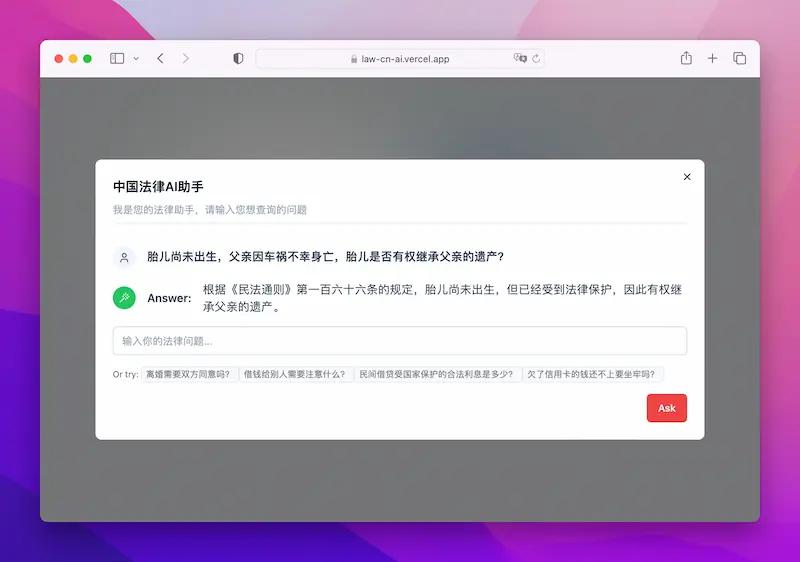 law-cn-ai.vercel.app
中国法律AI助手
我是您的法律助手，请输入您想查询的问题
胎儿尚未出生，父亲因车祸不幸身亡，胎儿是否有权继承父亲的遗产?
Answer:
根据《民法通则》第一百六十六条的规定，胎儿尚未出生，但已经受到法律保护，因此有权继
承父亲的遗产。
输入你的法律问题...
Or try: 离婚需要双方同意吗? 借钱给别人需要注意什么? 民间借贷受国家保护的合法利息是多少? 欠了信用卡的钱还不上要坐牢吗?
Ask